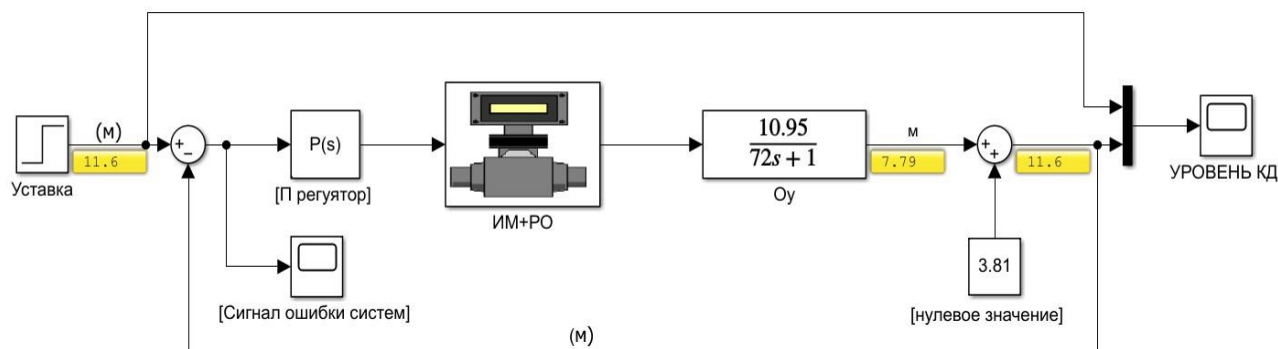 (м)
11.6
Уставка
+
−
P(s)
[П регуятор]
ИМ+РО
10.95
72s + 1
Оу
м
7.79
+
+
11.6
УРОВЕНЬ КД
3.81
[нулевое значение]
[Сигнал ошибки систем]
(м)